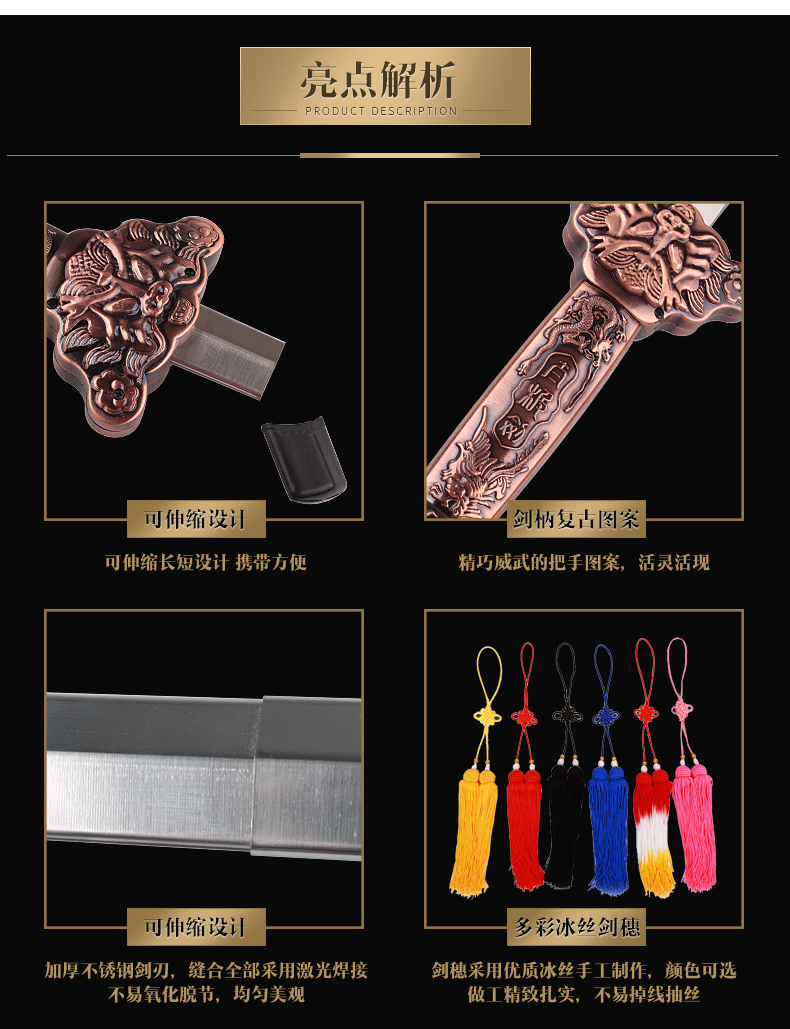 亮点解析
PRODUCT DESCRIPTION
可伸缩设计
剑柄复古图案
可伸缩长短设计 携带方便
精巧威武的把手图案，活灵活现
可伸缩设计
多彩冰丝剑穗
加厚不锈钢剑刃，缝合全部采用激光焊接
不易氧化脱节，均匀美观
剑穗采用优质冰丝手工制作，颜色可选
做工精致扎实，不易掉线抽丝